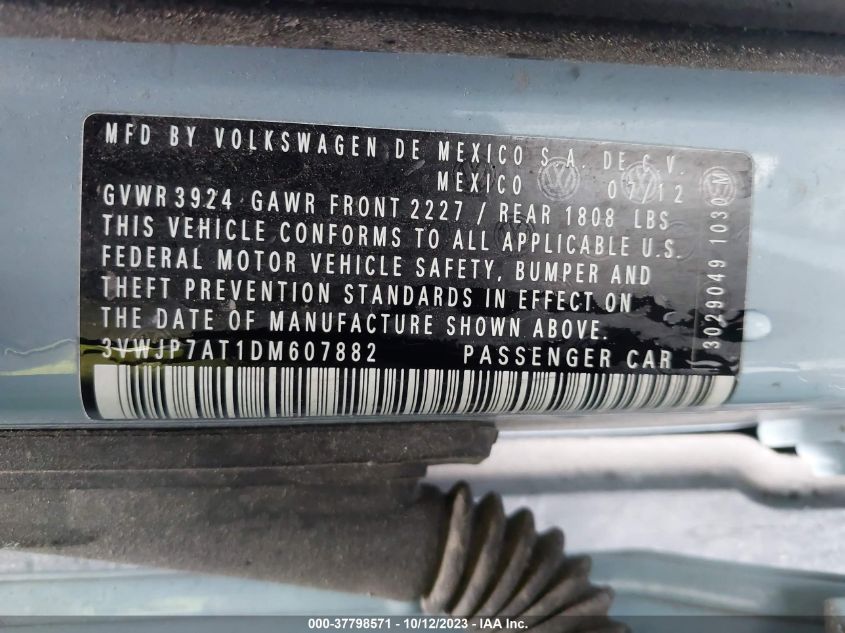 MFD BY VOLKSWAGEN DE MEXICO S.A. DE C.V.
MEXICO 07/12
GVWR 3924 GAWR FRONT 2227 / REAR 1808 LBS
THIS VEHICLE CONFORMS TO ALL APPLICABLE U.S.
FEDERAL MOTOR VEHICLE SAFETY, BUMPER AND
THEFT PREVENTION STANDARDS IN EFFECT ON
THE DATE OF MANUFACTURE SHOWN ABOVE.
3VWJP7AT1DM607882 PASSENGER CAR
3029049 1030-M
000-37798571 - 10/12/2023 - © IAA Inc.